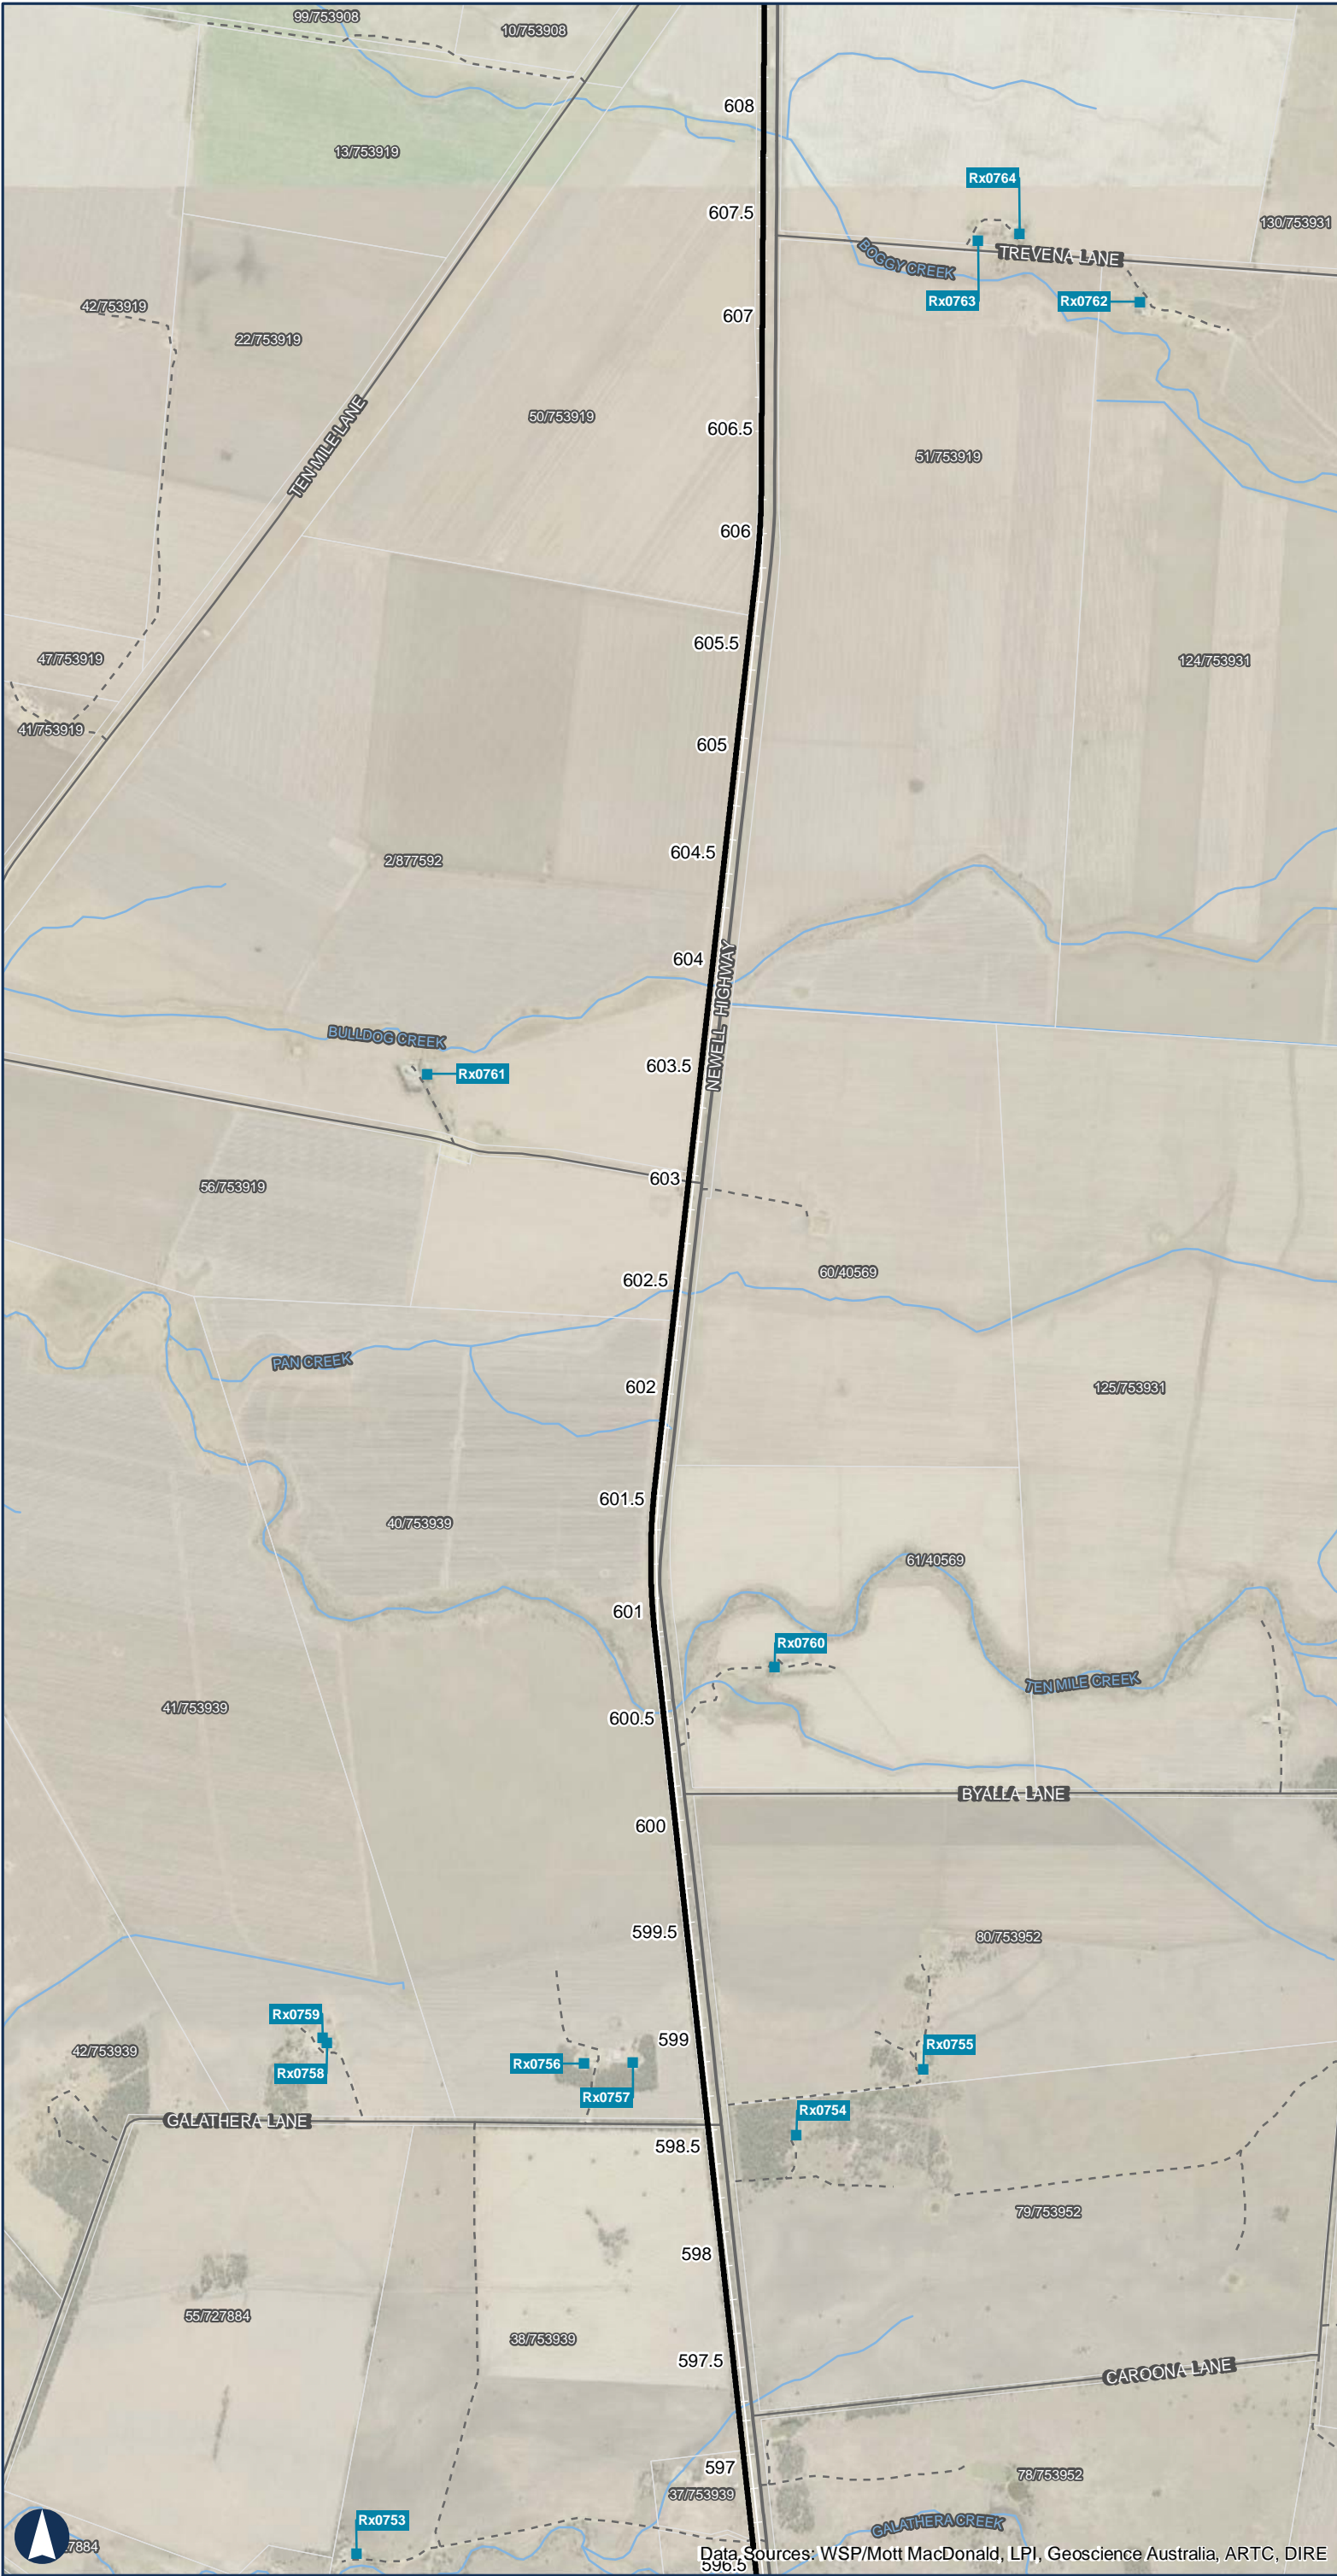 99/753908
10/753908
608
13/753919
Rx0764
607.5
130/753931
BOGGY CREEK
TREVENA LANE
Rx0763
Rx0762
42/753919
607
22/753919
TEN MILE LANE
50/753919
606.5
51/753919
606
605.5
47/753919
124/753931
41/753919
605
604.5
2/877592
604
NEWELL HIGHWAY
BULLDOG CREEK
603.5
Rx0761
603
56/753919
60/40569
602.5
PAN CREEK
602
125/753931
601.5
40/753939
61/40569
601
Rx0760
TEN MILE CREEK
41/753939
600.5
BYALLA LANE
600
599.5
80/753952
Rx0759
599
42/753939
Rx0758
Rx0756
Rx0755
Rx0757
Rx0754
GALATHERA LANE
598.5
79/753952
598
55/727884
38/753939
597.5
CAROONA LANE
597
78/753952
37/753939
Rx0753
GALATHERA CREEK
7884
Data Sources: WSP/Mott MacDonald, LPI, Geoscience Australia, ARTC, DIRE
596.5